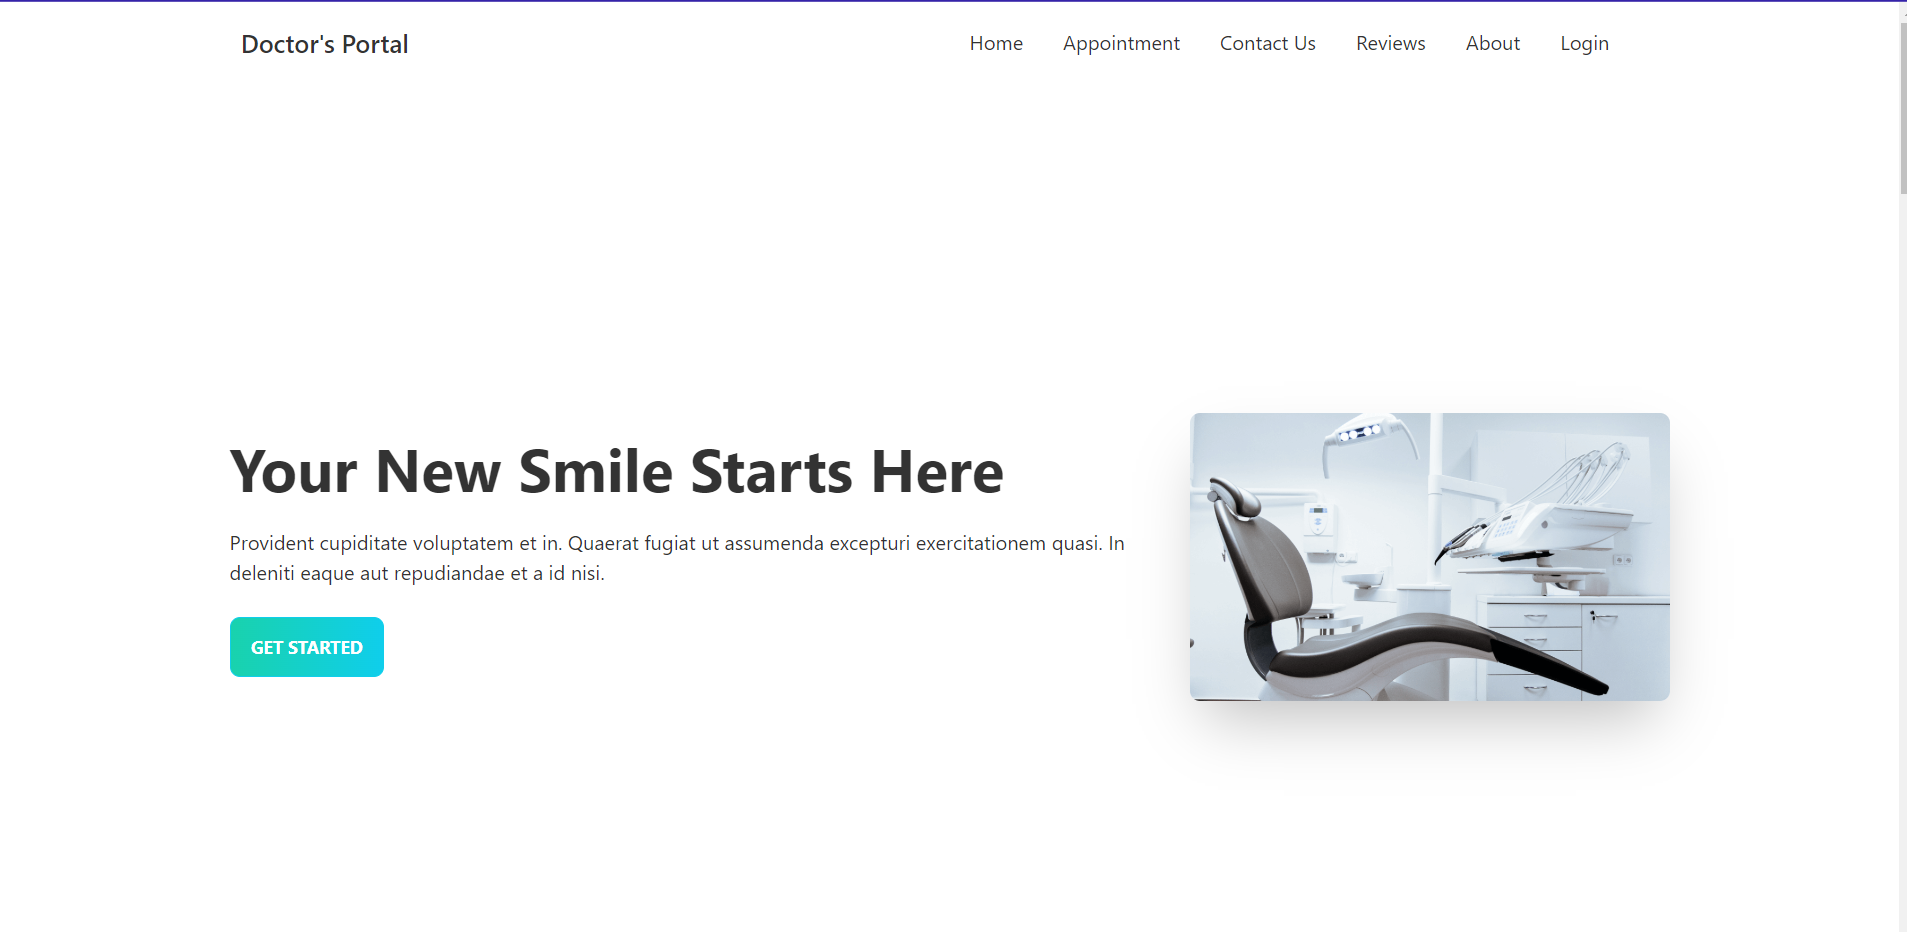 Doctor's Portal
Home
Appointment
Contact Us
Reviews
About
Login
Your New Smile Starts Here
Provident cupiditate voluptatem et in. Quaerat fugiat ut assumenda excepturi exercitationem quasi. In
deleniti eaque aut repudiandae et a id nisi.
GET STARTED